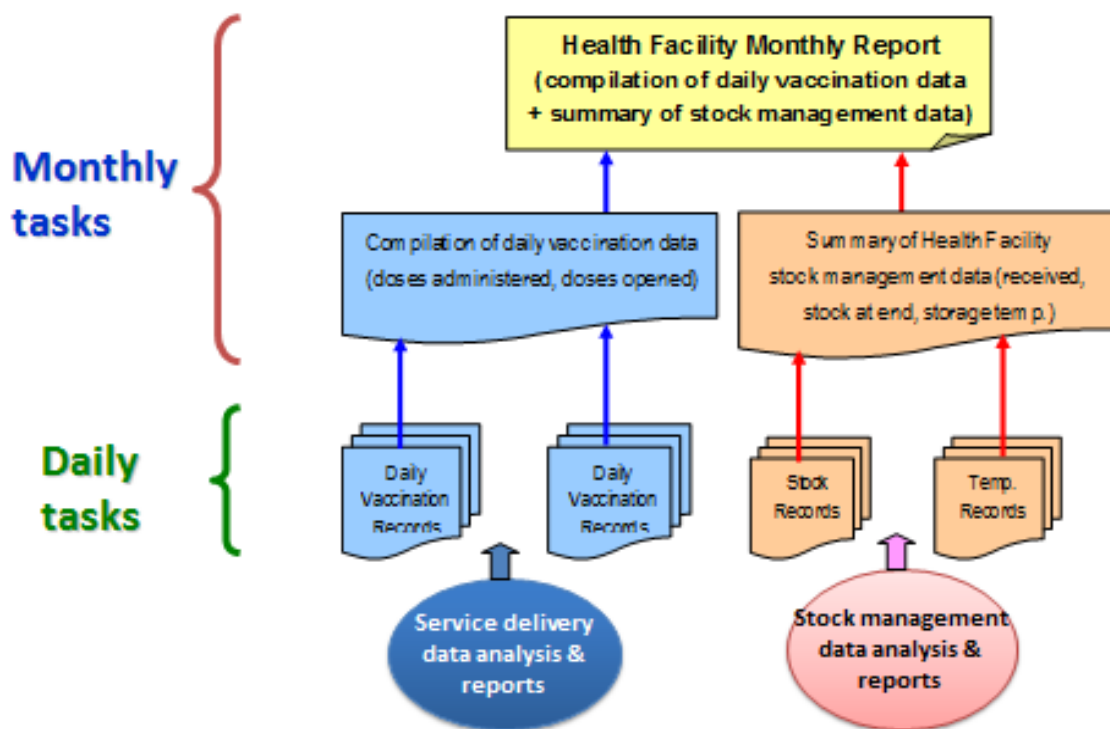 Health Facility Monthly Report
(compilation of daily vaccination data
+ summary of stock management data)
Monthly
tasks
Compilation of daily vaccination data
(doses administered, doses opened)
Summary of Health Facility
stock management data (received,
stock at end, storage temp.)
Daily
tasks
Daily
Vaccination
Records
Daily
Vaccination
Records
Stock
Records
Temp.
Records
Service delivery
data analysis &
reports
Stock management
data analysis &
reports